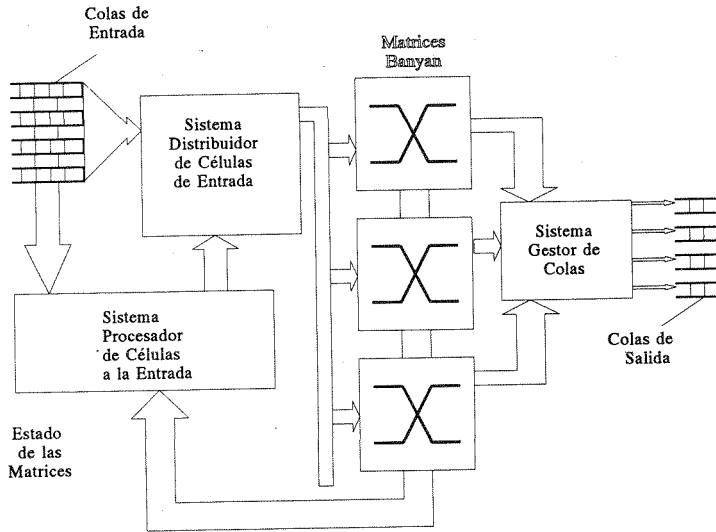 Colas de
Entrada
Matrices
Banyan
Sistema
Distribuidor
de Células
de Entrada
Sistema
Gestor de
Colas
Sistema
Procesador
de Células
a la Entrada
Colas de
Salida
Estado
de las
Matrices